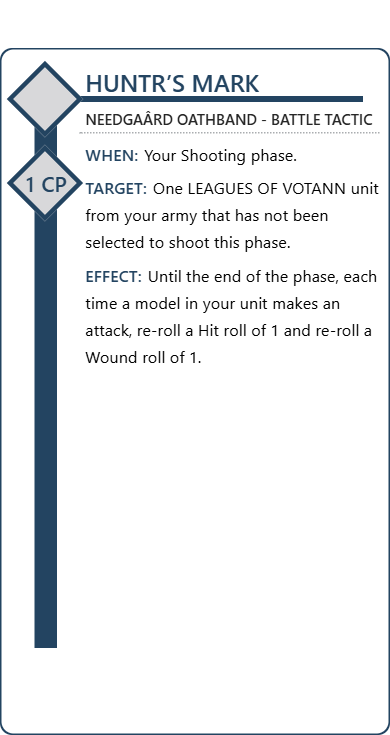 HUNTR’S MARK
NEEDGAÂRD OATHBAND - BATTLE TACTIC
WHEN: Your Shooting phase.
1 CP
TARGET: One LEAGUES OF VOTANN unit
from your army that has not been
selected to shoot this phase.
EFFECT: Until the end of the phase, each
time a model in your unit makes an
attack, re-roll a Hit roll of 1 and re-roll a
Wound roll of 1.